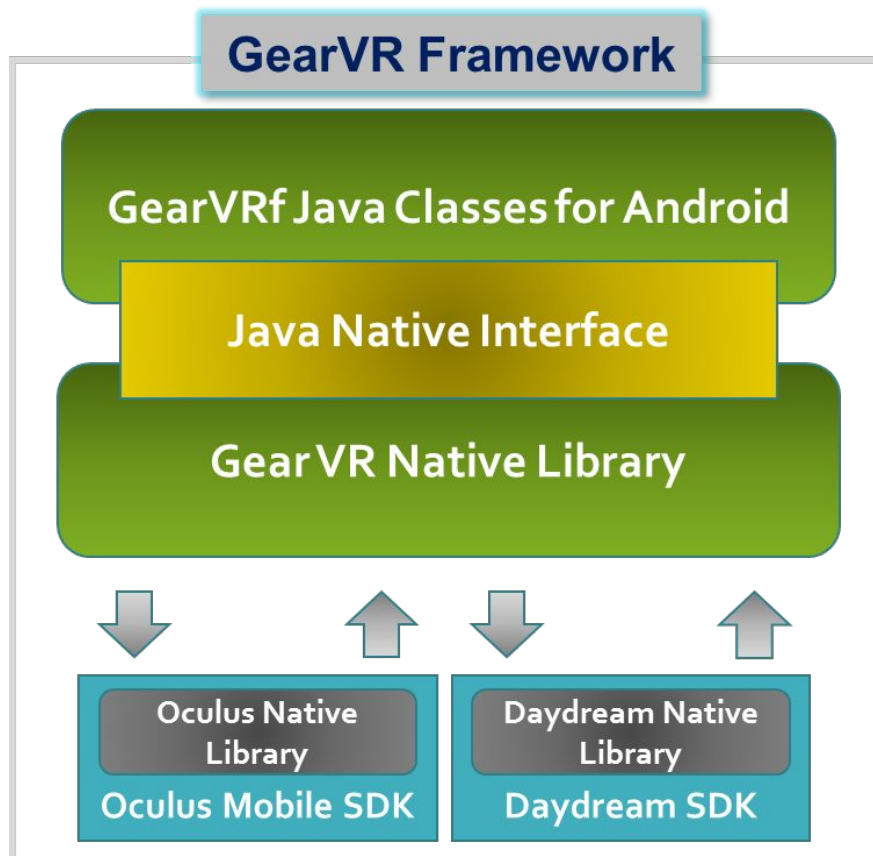 GearVR Framework
GearVRf Java Classes for Android
Java Native Interface
Gear VR Native Library
Oculus Native
Library
Oculus Mobile SDK
Daydream Native
Library
Daydream SDK